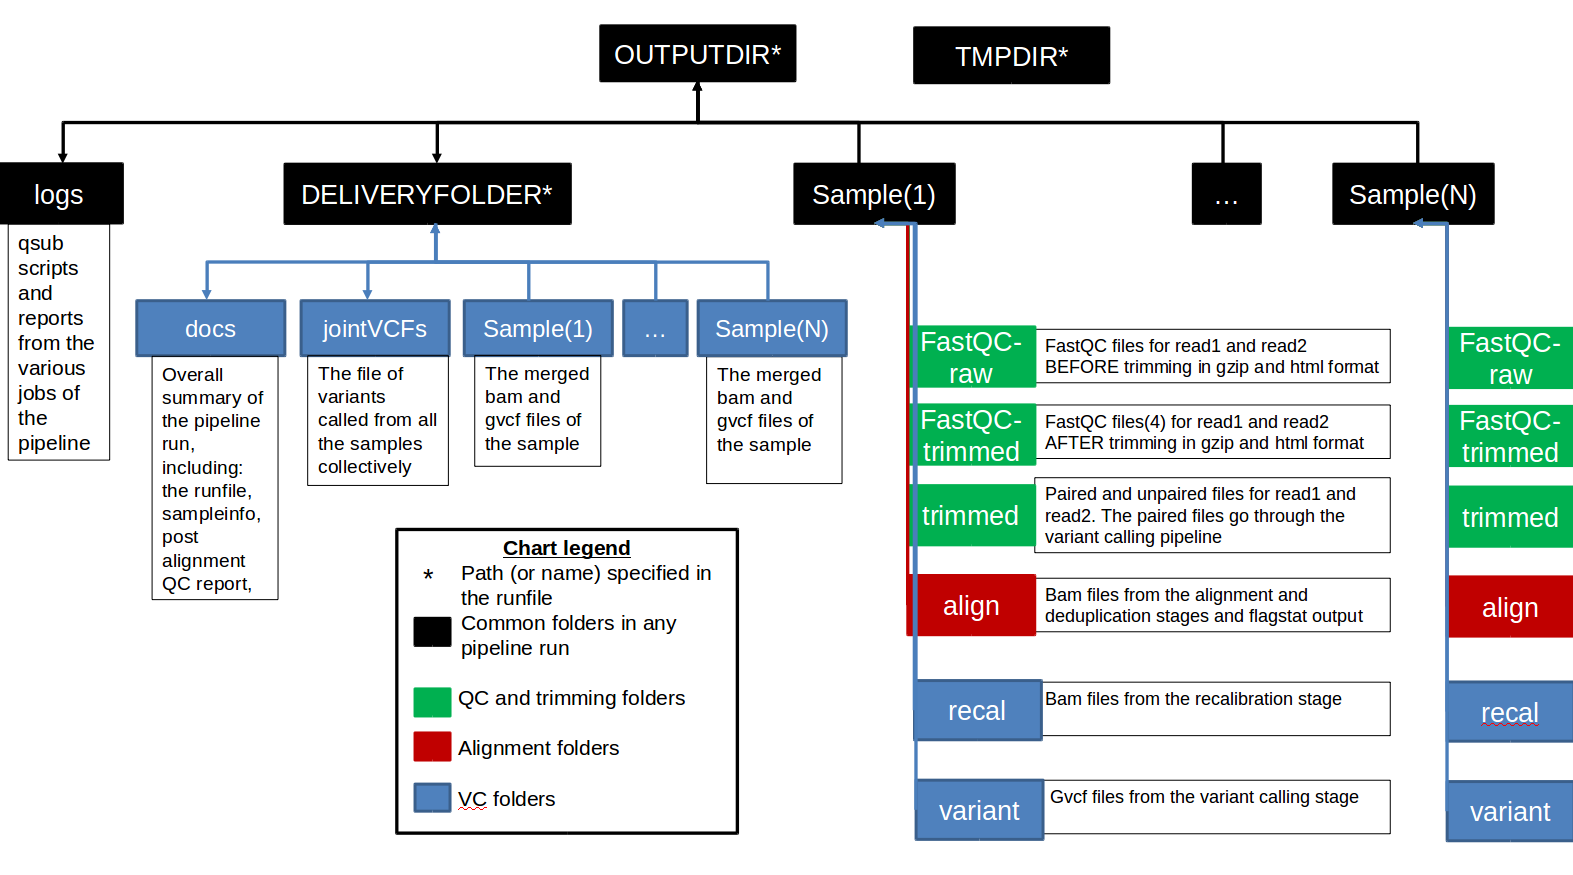 OUTPUTDIR*
TMPDIR*
logs
DELIVERYFOLDER*
Sample(1)
...
Sample(N)
qsub
scripts
and
reports
from the
various
jobs of
the
pipeline
docs
jointVCFs
Sample(1)
...
Sample(N)
Overall
summary of
the pipeline
run,
including:
the runfile,
sampleinfo,
post
alignment
QC report,
The file of
variants
called from all
the samples
collectively
The merged
bam and
gvcf files of
the sample
The merged
bam and
gvcf files of
the sample
Chart legend
* Path (or name) specified in
the runfile
Common folders in any
pipeline run
QC and trimming folders
Alignment folders
VC folders
FastQC-
raw
FastQC files for read1 and read2
BEFORE trimming in gzip and html format
FastQC-
trimmed
FastQC files(4) for read1 and read2
AFTER trimming in gzip and html format
trimmed
Paired and unpaired files for read1 and
read2. The paired files go through the
variant calling pipeline
align
Bam files from the alignment and
deduplication stages and flagstat output
recal
Bam files from the recalibration stage
variant
Gvcf files from the variant calling stage
FastQC-
raw
FastQC-
trimmed
trimmed
align
recal
variant